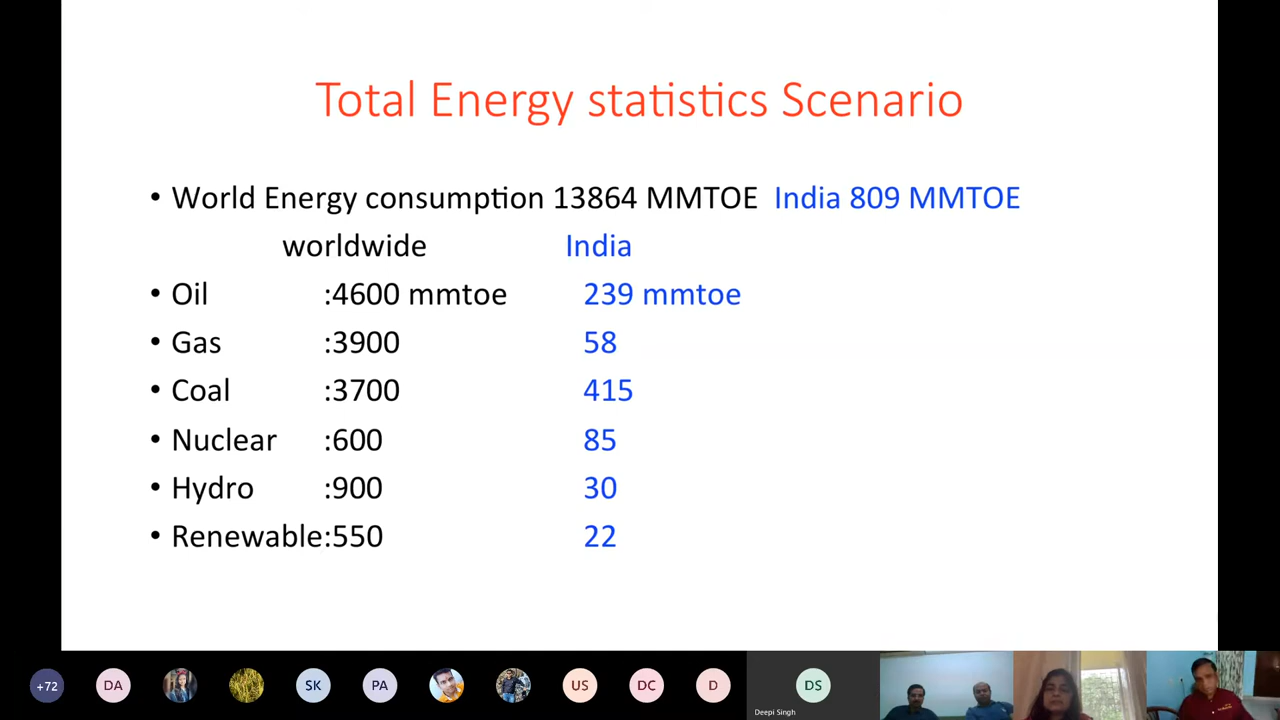 Total Energy statistics Scenario
• World Energy consumption 13864 MMTOE India 809 MMTOE
worldwide India
• Oil :4600 mmtoe 239 mmtoe
• Gas :3900 58
• Coal :3700 415
• Nuclear :600 85
• Hydro :900 30
• Renewable:550 22
+72 DA SK PA US DC D DS
Deepi Singh